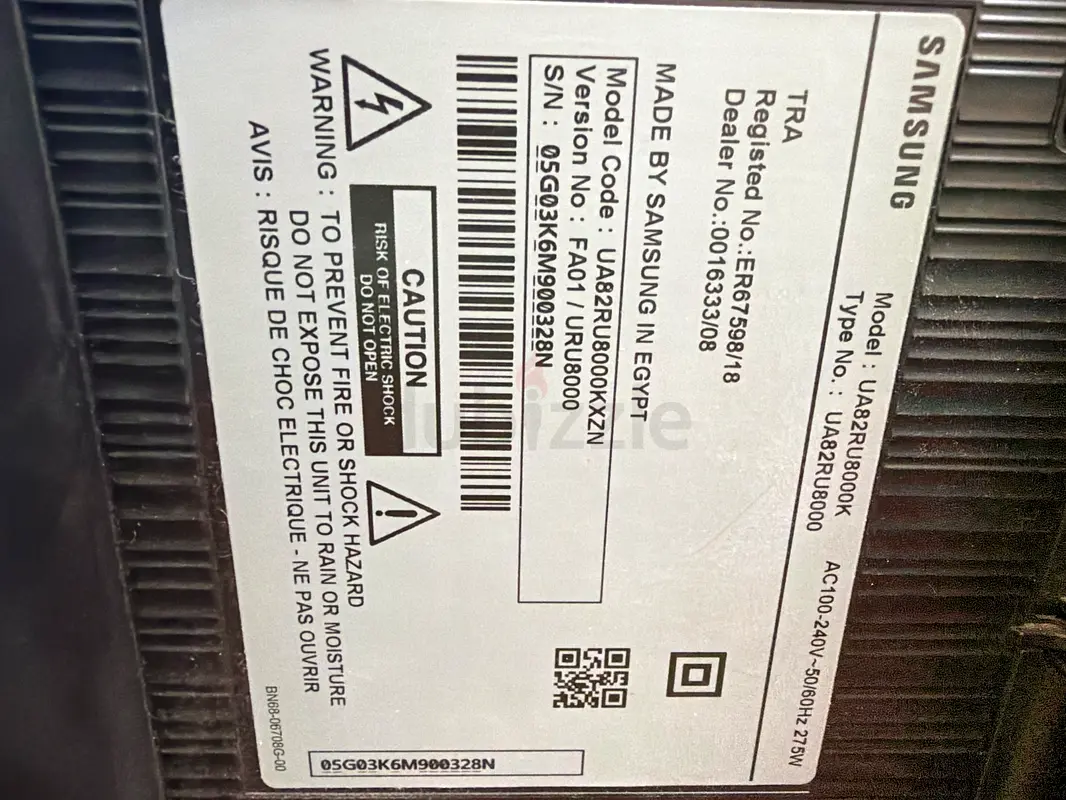 SAMSUNG
Model : UA82RU8000K
Type No. : UA82RU8000
AC100-240V~50/60Hz 275W
TRA
Registed No.:ER67598/18
Dealer No.:0016333/08
MADE BY SAMSUNG IN EGYPT
Model Code : UA82RU8000KXZN
Version No : FA01 / URU8000
S/N : 05G03K6M900328N
CAUTION
RISK OF ELECTRIC SHOCK
DO NOT OPEN
WARNING : TO PREVENT FIRE OR SHOCK HAZARD
DO NOT EXPOSE THIS UNIT TO RAIN OR MOISTURE
AVIS : RISQUE DE CHOC ELECTRIQUE - NE PAS OUVRIR
BN68-06708G-00
05G03K6M900328N
dubizzle